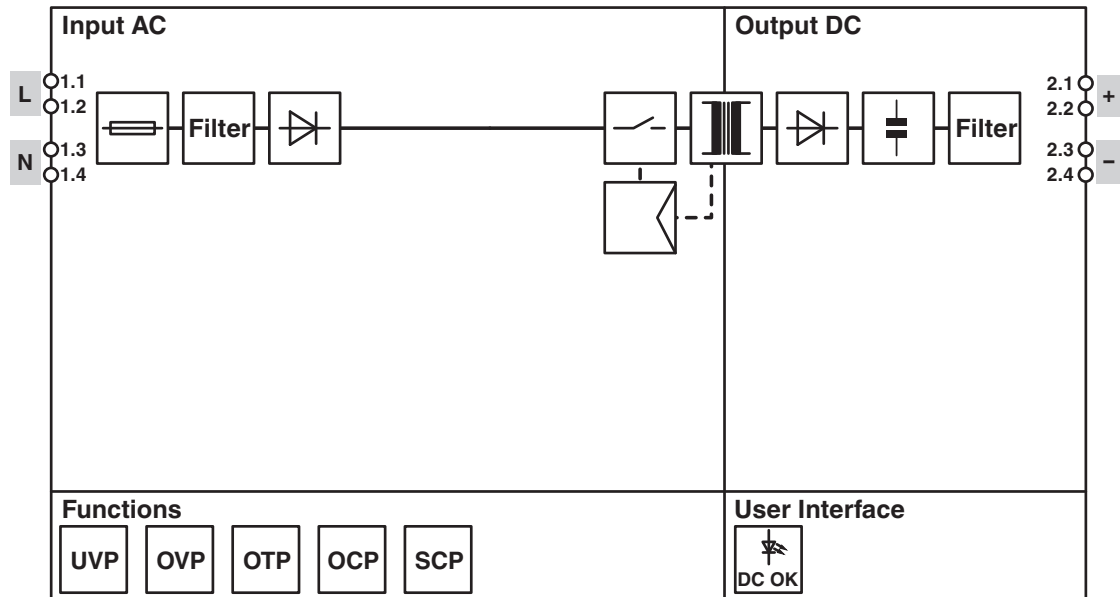 Input AC
Output DC
L
1.1
1.2
N
1.3
1.4
Filter
Filter
2.1
2.2
+
2.3
2.4
−
Functions
UVP
OVP
OTP
OCP
SCP
User Interface
DC OK